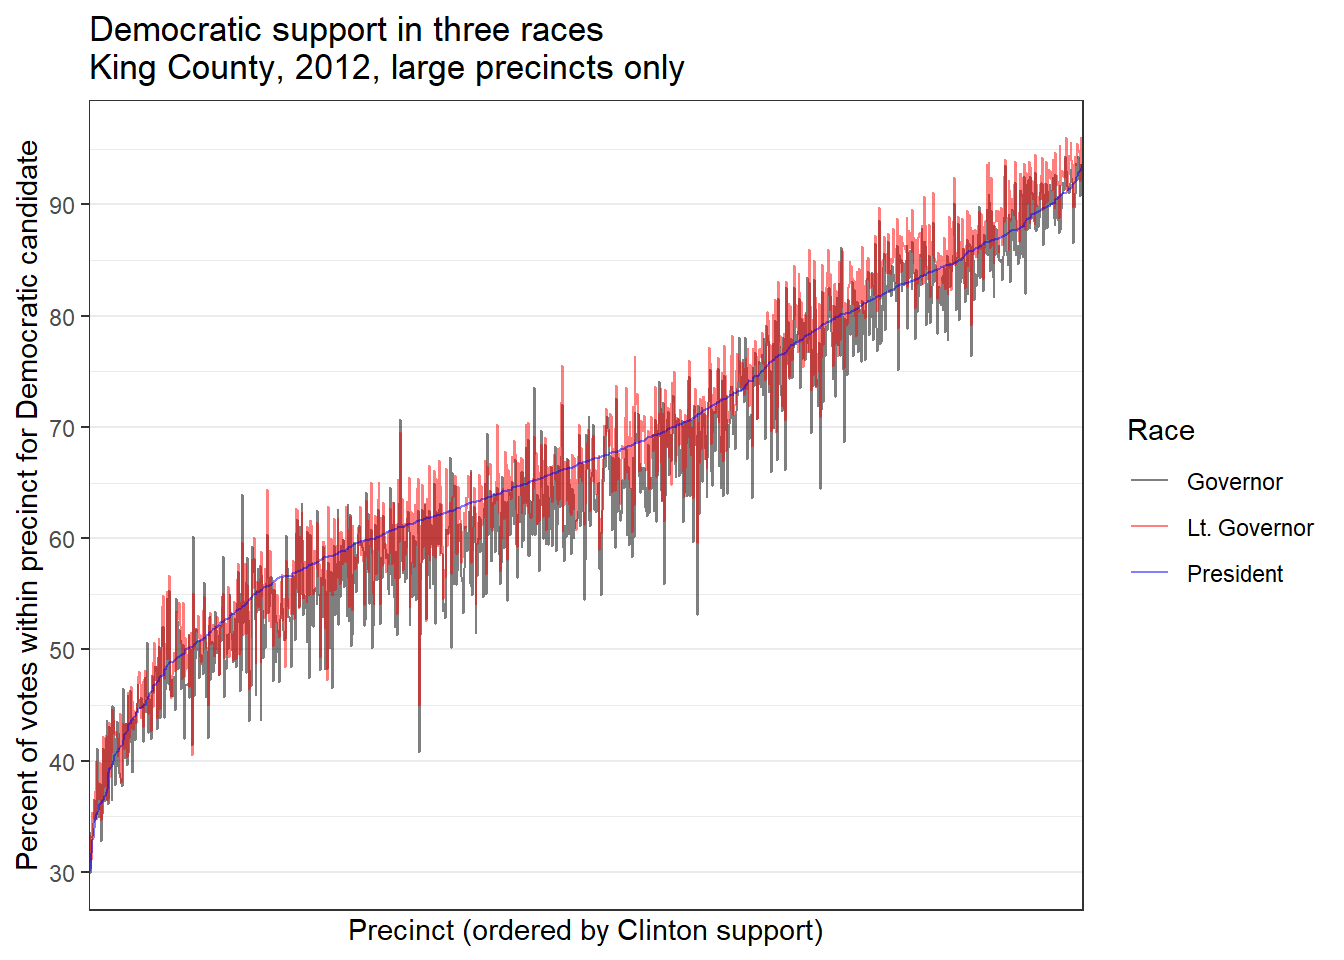 Democratic support in three races
King County, 2012, large precincts only
Percent of votes within precinct for Democratic candidate
90
80
70
60
50
40
30
Precinct (ordered by Clinton support)
Race
Governor
Lt. Governor
President